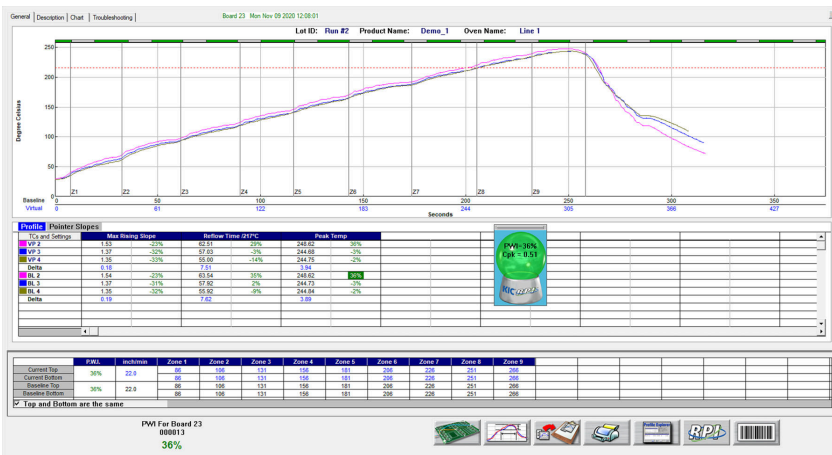 General Description Chart Troubleshooting Board 23 Mon Nov 09 2020 12:08:01
Lot ID: Run #2 Product Name: Demo_1 Oven Name: Line 1
250
200
150
100
50
0
Degree Celsius
Z1 Z2 Z3 Z4 Z5 Z6 Z7 Z8 Z9
Baseline 0 50 100 150 200 250 300 350
Virtual 0 61 122 183 244 305 366 427
Seconds
Profile Pointer Slopes
TCs and Settings Max Rising Slope Reflow Time /217°C Peak Temp
VP 2 1.53 -23% 62.51 29% 248.62 36%
VP 3 1.37 -32% 57.03 -3% 244.68 -3%
VP 4 1.35 -33% 55.00 -14% 244.75 -2%
Delta 0.18 7.51 3.94
BL 2 1.54 -23% 63.54 35% 248.62 36%
BL 3 1.37 -31% 57.92 2% 244.73 -3%
BL 4 1.35 -32% 55.92 -9% 244.84 -2%
Delta 0.19 7.62 3.89
PWI=36%
Cpk = 0.51
KIC RPI
P.W.I. inch/min Zone 1 Zone 2 Zone 3 Zone 4 Zone 5 Zone 6 Zone 7 Zone 8 Zone 9
Current Top 36% 22.0 86 106 131 156 181 206 226 251 266
Current Bottom 86 106 131 156 181 206 226 251 266
Baseline Top 36% 22.0 86 106 131 156 181 206 226 251 266
Baseline Bottom 86 106 131 156 181 206 226 251 266
Top and Bottom are the same
PWI For Board 23
000013
36%
Profile Explorer
RPI